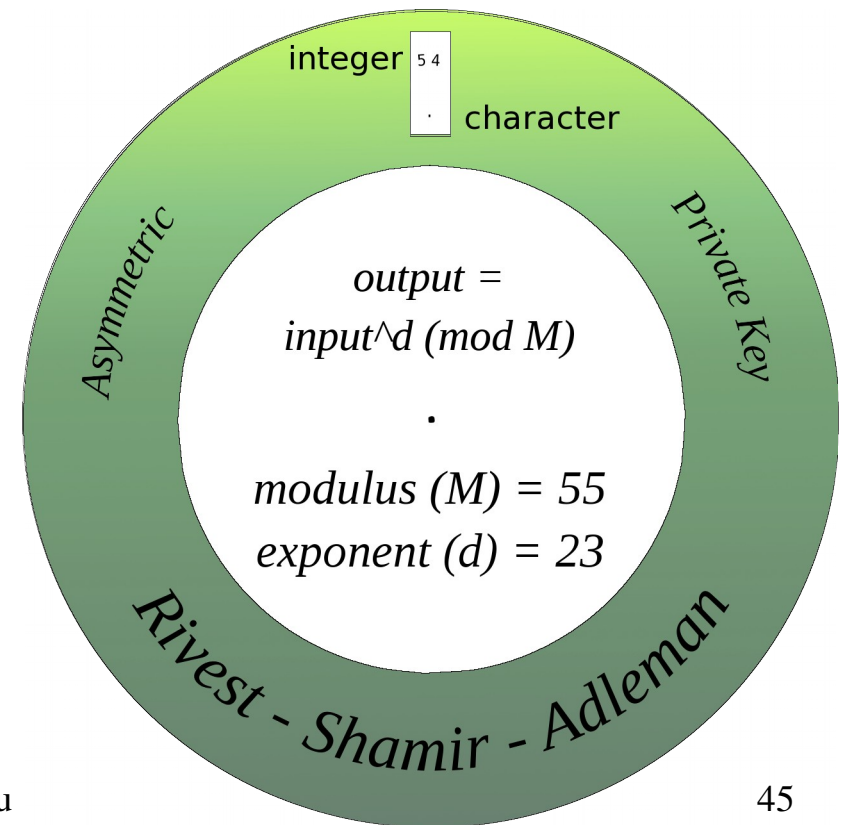 integer
5 4
.
character
Asymmetric
Private Key
output =
input^d (mod M)
.
modulus (M) = 55
exponent (d) = 23
Rivest - Shamir - Adleman
45